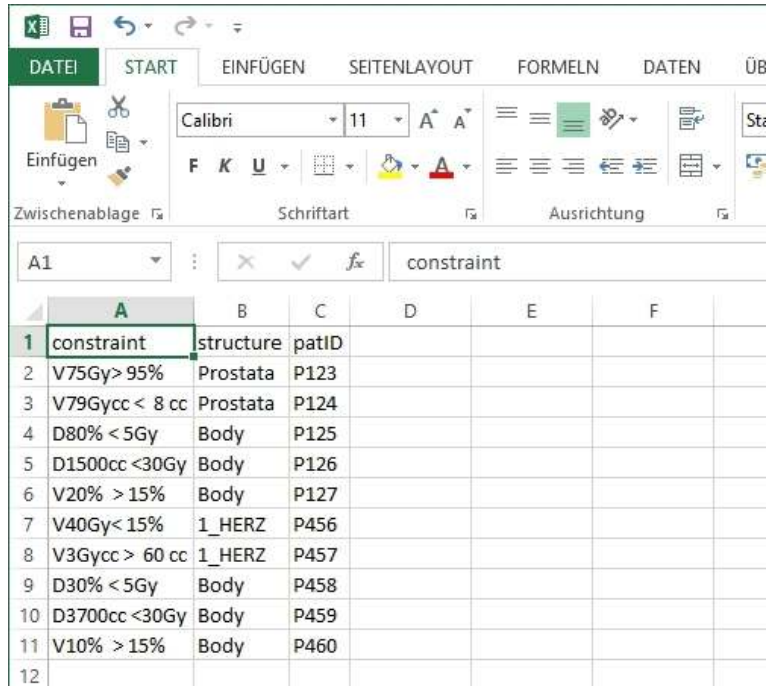 DATEI START EINFÜGEN SEITENLAYOUT FORMELN DATEN ÜB
Calibri 11 Sta
Einfügen F K U A
Zwischenablage Schriftart Ausrichtung
A1 fx constraint
A B C D E F
1 constraint structure patID
2 V75Gy> 95% Prostata P123
3 V79Gycc < 8 cc Prostata P124
4 D80% < 5Gy Body P125
5 D1500cc <30Gy Body P126
6 V20% > 15% Body P127
7 V40Gy< 15% 1_HERZ P456
8 V3Gycc > 60 cc 1_HERZ P457
9 D30% < 5Gy Body P458
10 D3700cc <30Gy Body P459
11 V10% > 15% Body P460
12